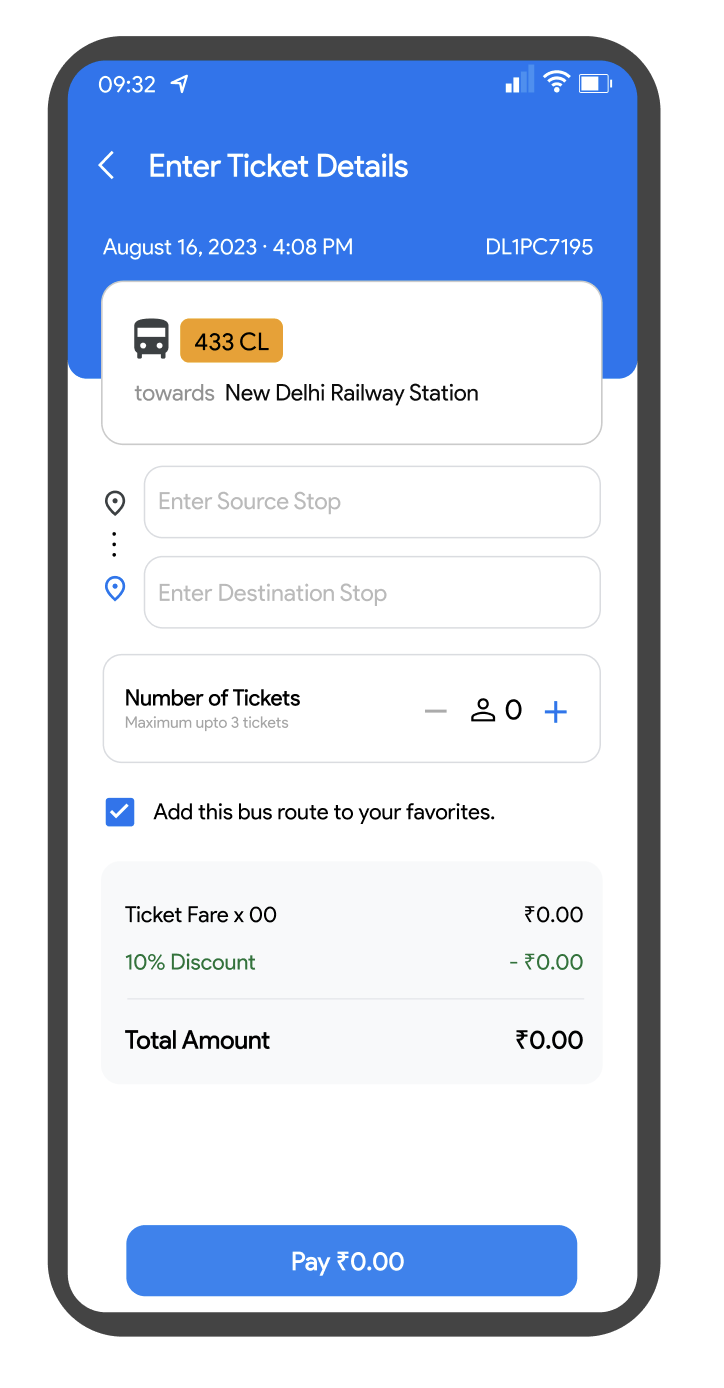 09:32
Enter Ticket Details
August 16, 2023 · 4:08 PM DL1PC7195
433 CL
towards New Delhi Railway Station
Enter Source Stop
Enter Destination Stop
Number of Tickets
Maximum upto 3 tickets
0
Add this bus route to your favorites.
Ticket Fare x 00 ₹0.00
10% Discount - ₹0.00
Total Amount ₹0.00
Pay ₹0.00